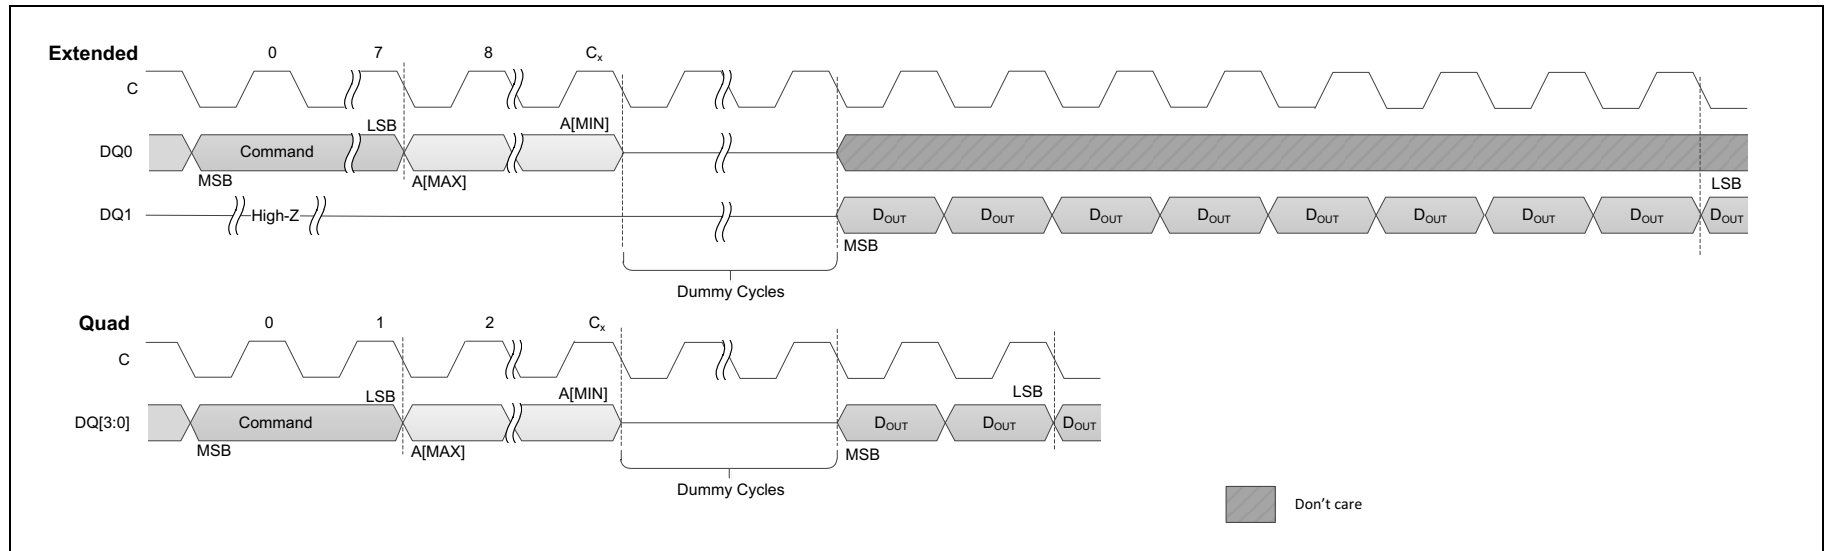 Extended
0 7 8 Cx
C
LSB A[MIN]
DQ0 Command
MSB A[MAX] LSB
DQ1 High-Z DOUT DOUT DOUT DOUT DOUT DOUT DOUT DOUT DOUT
MSB
Dummy Cycles
Quad
0 1 2 Cx
C
LSB A[MIN] LSB
DQ[3:0] Command DOUT DOUT DOUT
MSB A[MAX] MSB
Dummy Cycles
Don't care